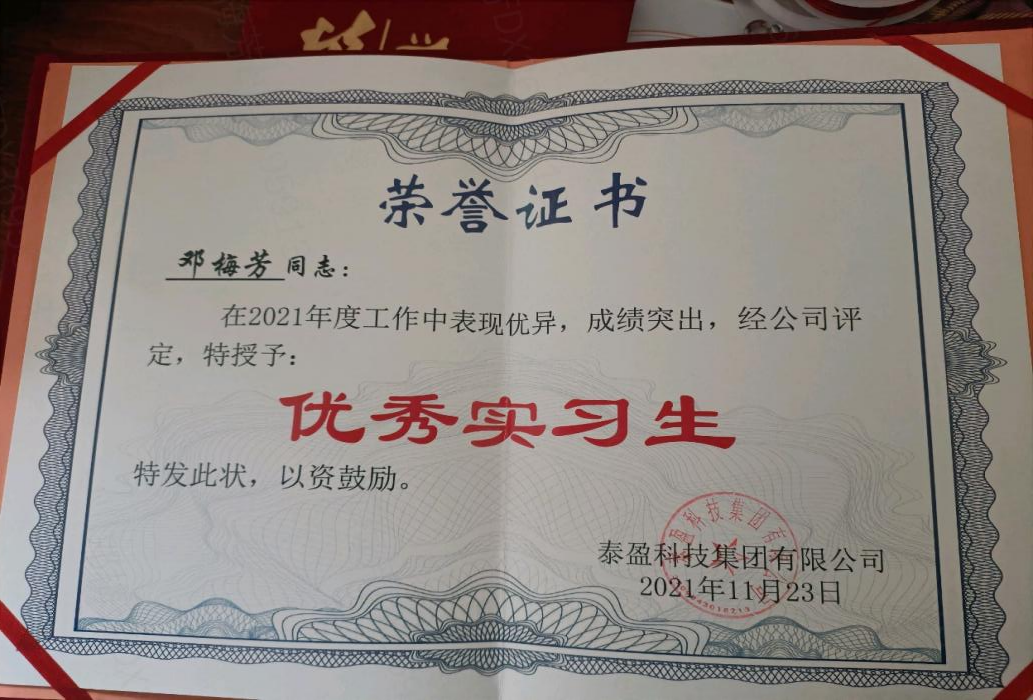 荣誉证书
邓梅芳同志：
在2021年度工作中表现优异，成绩突出，经公司评
定，特授予：
优秀实习生
特发此状，以资鼓励。
泰盈科技集团有限公司
2021年11月23日